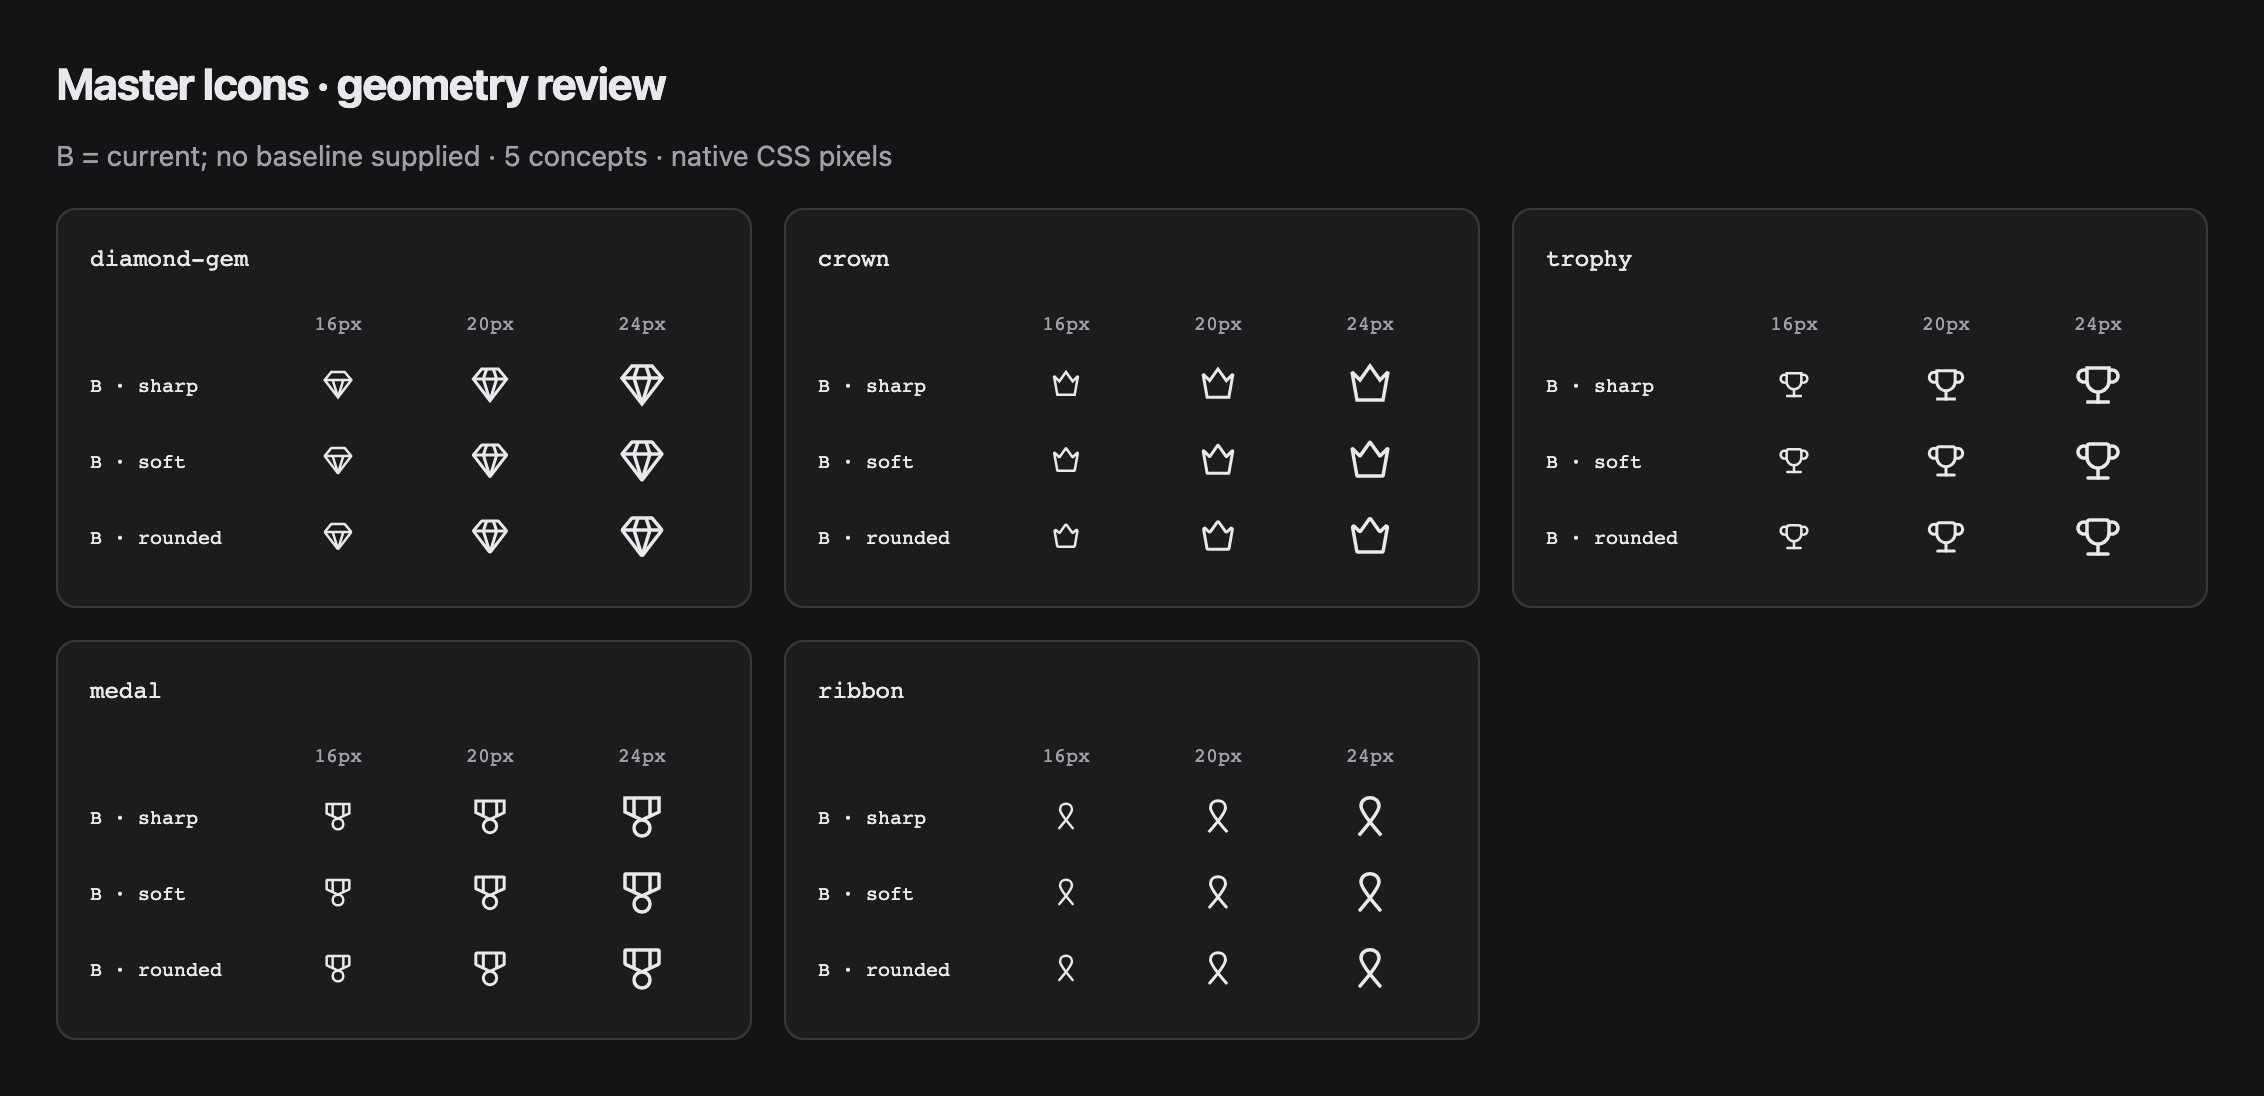 Master Icons · geometry review
B = current; no baseline supplied · 5 concepts · native CSS pixels
diamond-gem
16px 20px 24px
B · sharp
B · soft
B · rounded
crown
16px 20px 24px
B · sharp
B · soft
B · rounded
trophy
16px 20px 24px
B · sharp
B · soft
B · rounded
medal
16px 20px 24px
B · sharp
B · soft
B · rounded
ribbon
16px 20px 24px
B · sharp
B · soft
B · rounded